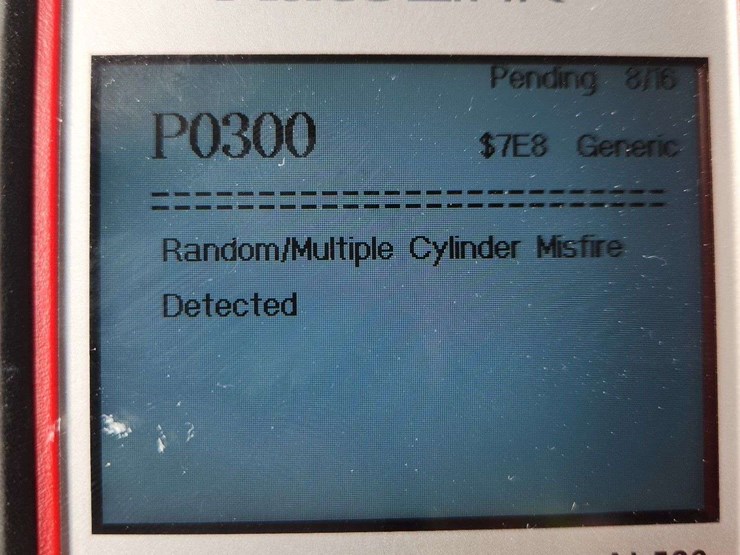 Pending 8/16
P0300 $7E8 Generic
====================
Random/Multiple Cylinder Misfire
Detected